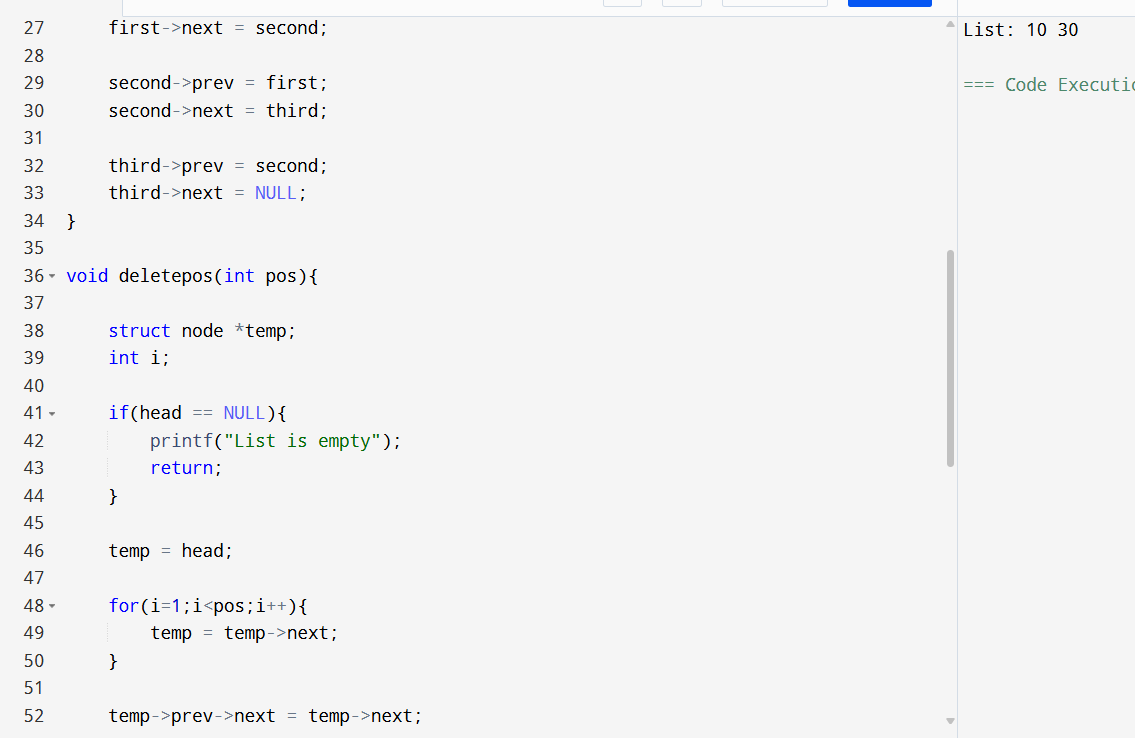 27 first->next = second;
28
29 second->prev = first;
30 second->next = third;
31
32 third->prev = second;
33 third->next = NULL;
34 }
35
36 void deletepos(int pos){
37
38 struct node *temp;
39 int i;
40
41 if(head == NULL){
42 printf("List is empty");
43 return;
44 }
45
46 temp = head;
47
48 for(i=1;i<pos;i++){
49 temp = temp->next;
50 }
51
52 temp->prev->next = temp->next;
List: 10 30
=== Code